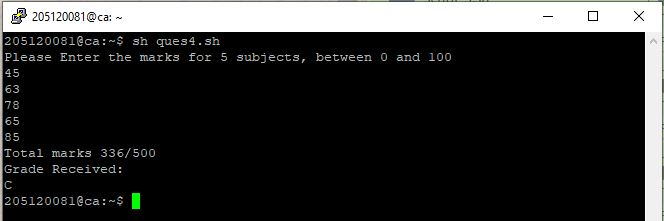 205120081@ca: ~
205120081@ca:~$ sh ques4.sh
Please Enter the marks for 5 subjects, between 0 and 100
45
63
78
65
85
Total marks 336/500
Grade Received:
C
205120081@ca:~$